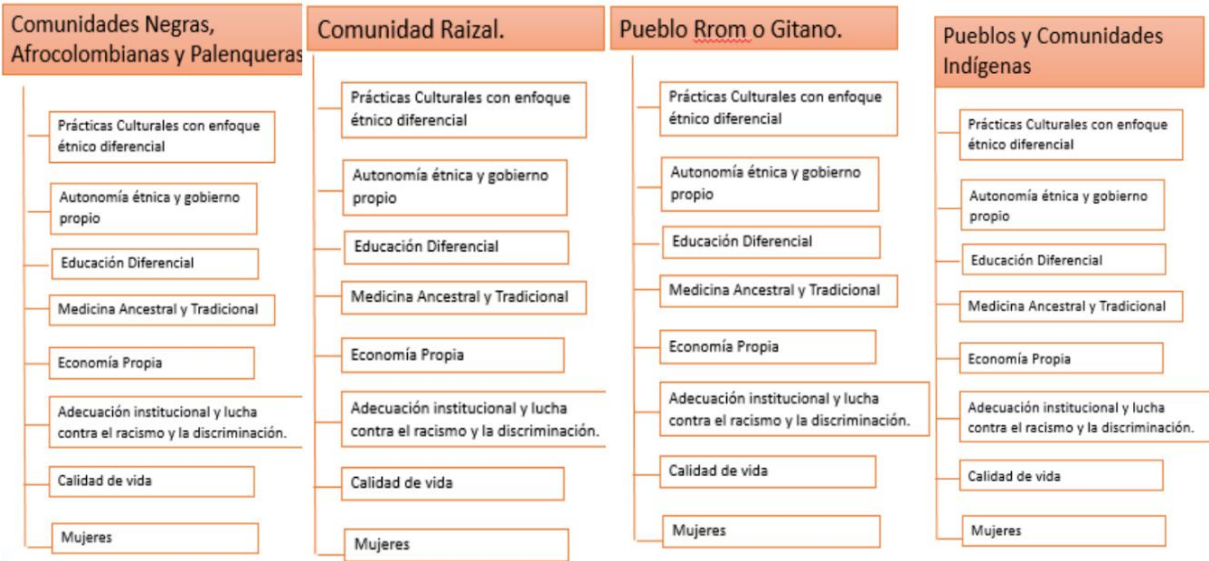 Comunidades Negras,
Afrocolombianas y Palenqueras
Prácticas Culturales con enfoque
étnico diferencial
Autonomía étnica y gobierno
propio
Educación Diferencial
Medicina Ancestral y Tradicional
Economía Propia
Adecuación institucional y lucha
contra el racismo y la discriminación.
Calidad de vida
Mujeres
Comunidad Raizal.
Prácticas Culturales con enfoque
étnico diferencial
Autonomía étnica y gobierno
propio
Educación Diferencial
Medicina Ancestral y Tradicional
Economía Propia
Adecuación institucional y lucha
contra el racismo y la discriminación.
Calidad de vida
Mujeres
Pueblo Rrom o Gitano.
Prácticas Culturales con enfoque
étnico diferencial
Autonomía étnica y gobierno
propio
Educación Diferencial
Medicina Ancestral y Tradicional
Economía Propia
Adecuación institucional y lucha
contra el racismo y la discriminación.
Calidad de vida
Mujeres
Pueblos y Comunidades
Indígenas
Prácticas Culturales con enfoque
étnico diferencial
Autonomía étnica y gobierno
propio
Educación Diferencial
Medicina Ancestral y Tradicional
Economía Propia
Adecuación institucional y lucha
contra el racismo y la discriminación.
Calidad de vida
Mujeres